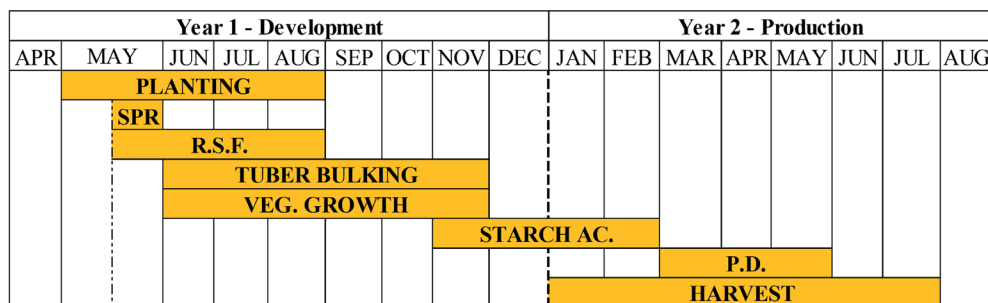 Year 1 - Development Year 2 - Production
APR MAY JUN JUL AUG SEP OCT NOV DEC JAN FEB MAR APR MAY JUN JUL AUG
PLANTING
SPR
R.S.F.
TUBER BULKING
VEG. GROWTH
STARCH AC.
P.D.
HARVEST